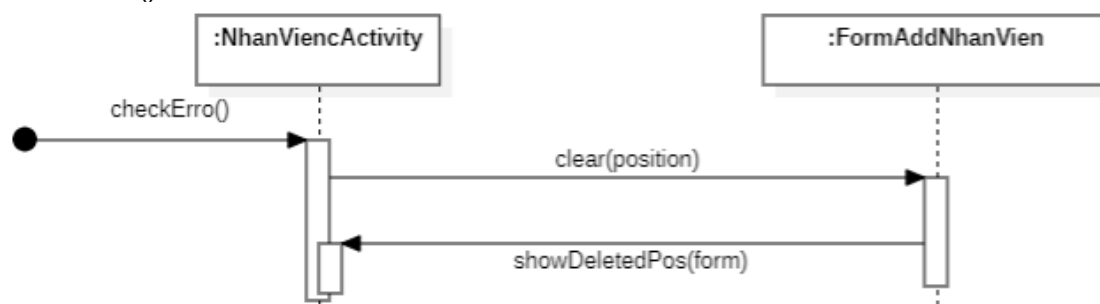 :NhanViencActivity
:FormAddNhanVien
checkErro()
clear(position)
showDeletedPos(form)